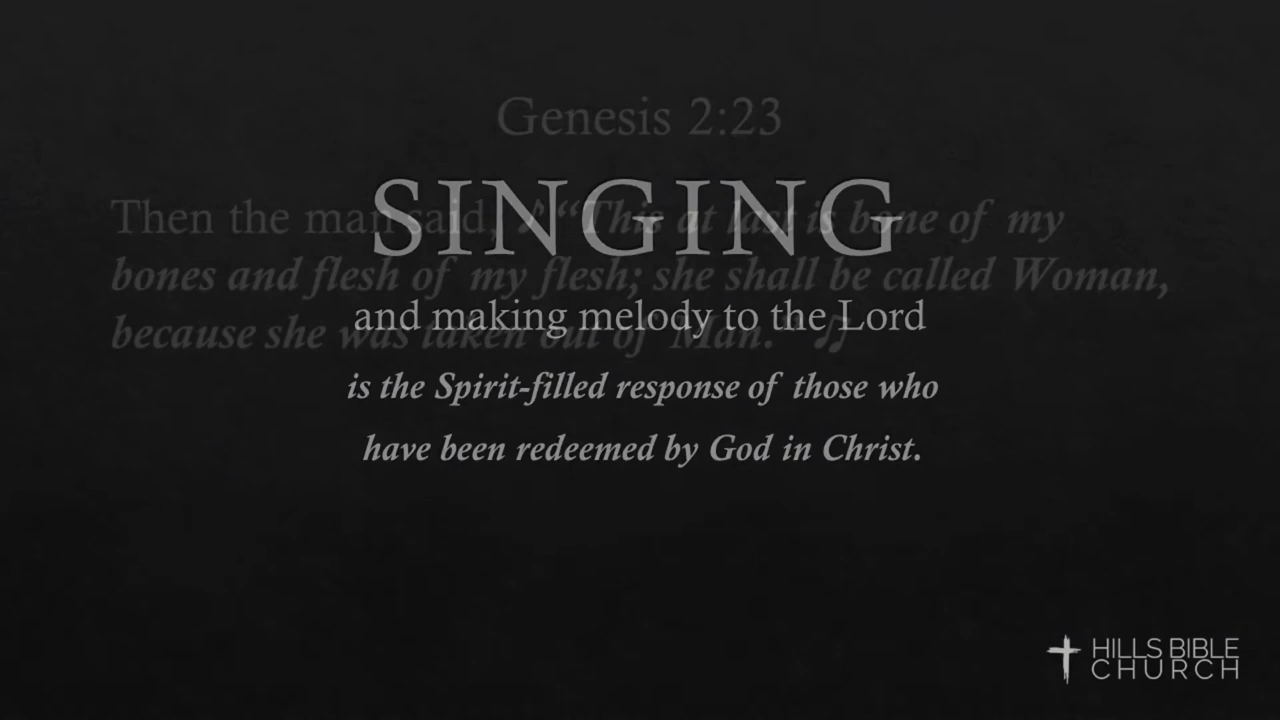 Genesis 2:23
SINGING
Then the man said, ♪ “This at last is bone of my
bones and flesh of my flesh; she shall be called Woman,
and making melody to the Lord
because she was taken out of Man.” ♫
is the Spirit-filled response of those who
have been redeemed by God in Christ.
HILLS BIBLE
CHURCH